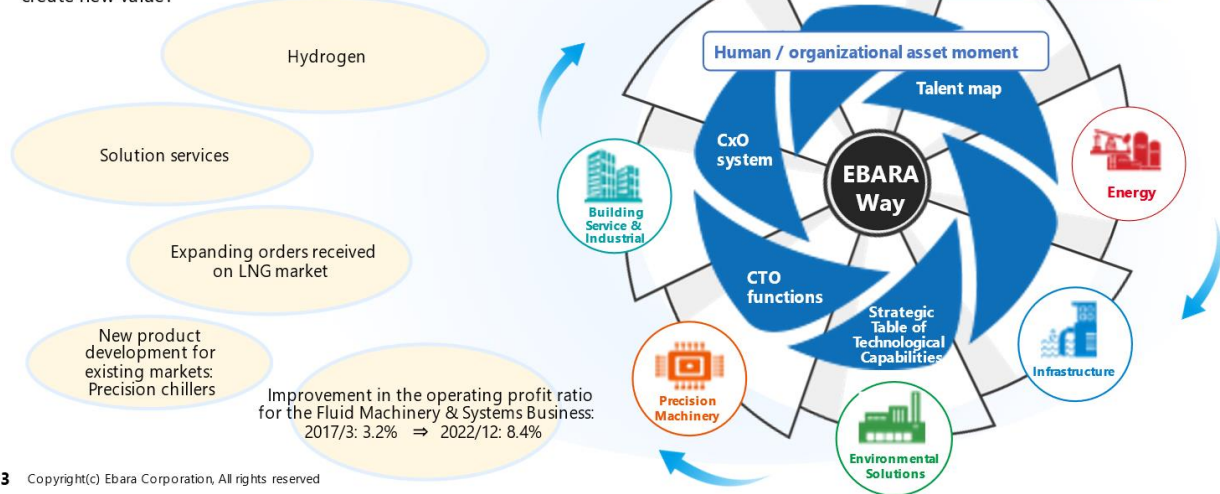 create new value?
Hydrogen
Solution services
Expanding orders received
on LNG market
New product
development for
existing markets:
Precision chillers
Improvement in the operating profit ratio
for the Fluid Machinery & Systems Business:
2017/3: 3.2% ⇒ 2022/12: 8.4%
Human / organizational asset moment
Talent map
CxO
system
EBARA
Way
CTO
functions
Strategic
Table of
Technological
Capabilities
Building
Service &
Industrial
Energy
Infrastructure
Precision
Machinery
Environmental
Solutions
3 Copyright(c) Ebara Corporation, All rights reserved